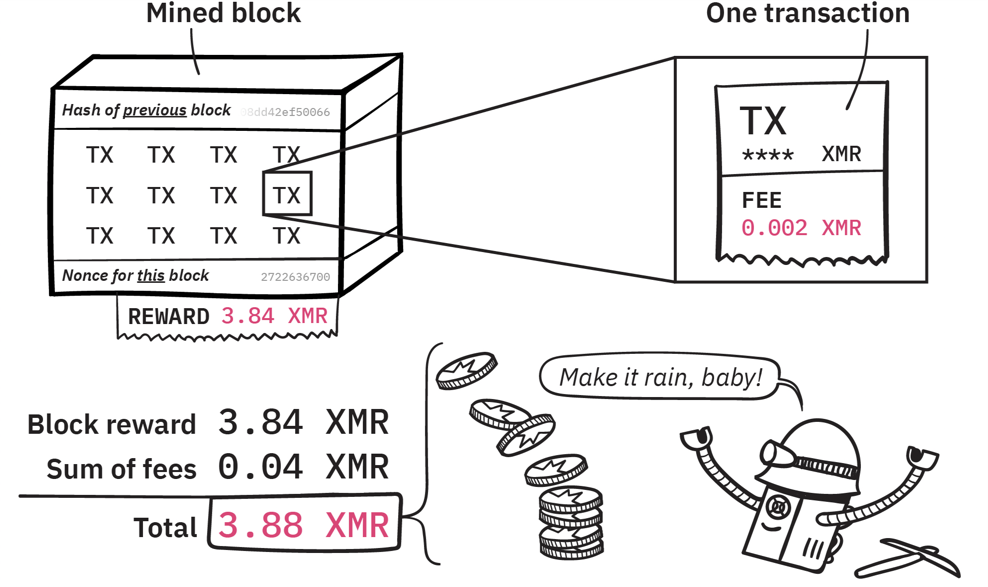 Mined block
One transaction
Hash of previous block 8dd42ef50066
TX TX TX TX
TX TX TX TX
TX TX TX TX
Nonce for this block 2722636700
REWARD 3.84 XMR
TX
**** XMR
FEE
0.002 XMR
Make it rain, baby!
Block reward 3.84 XMR
Sum of fees 0.04 XMR
Total 3.88 XMR